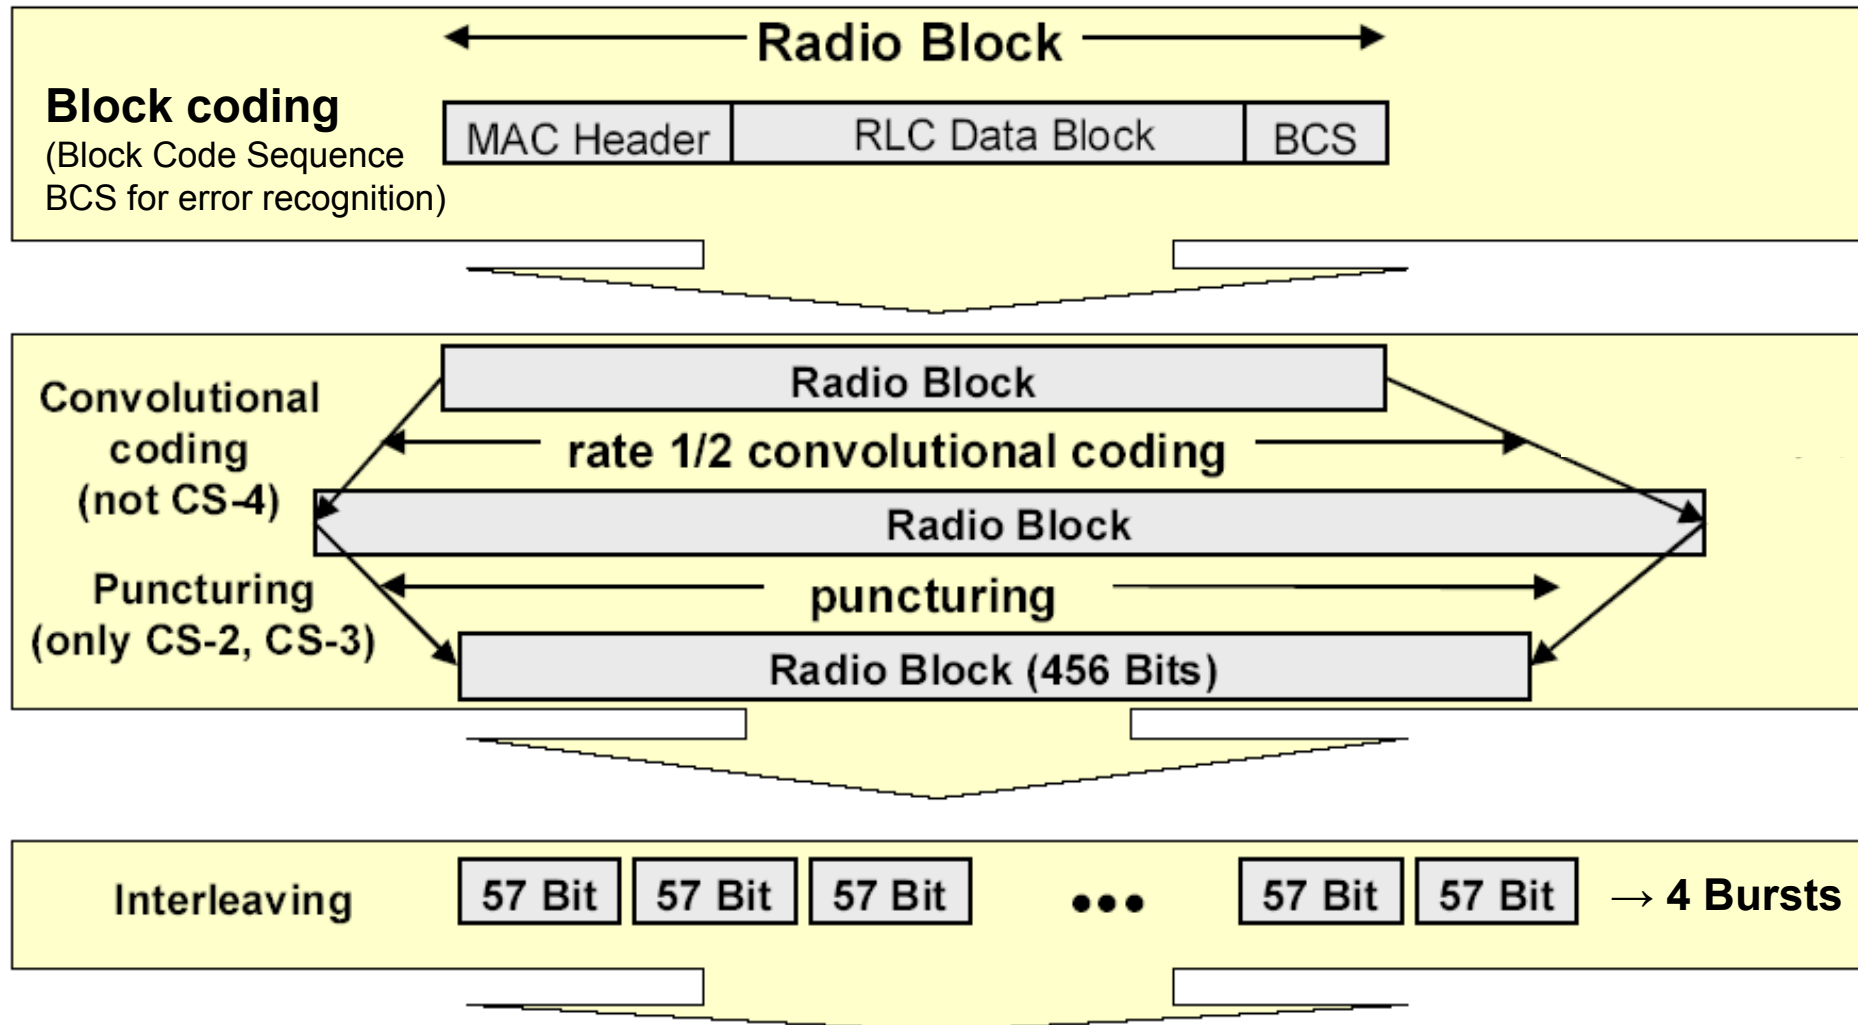 Radio Block
Block coding
(Block Code Sequence
BCS for error recognition)
MAC Header RLC Data Block BCS
Convolutional
coding
(not CS-4)
Radio Block
rate 1/2 convolutional coding
Radio Block
Puncturing
(only CS-2, CS-3)
puncturing
Radio Block (456 Bits)
Interleaving 57 Bit 57 Bit 57 Bit ••• 57 Bit 57 Bit → 4 Bursts